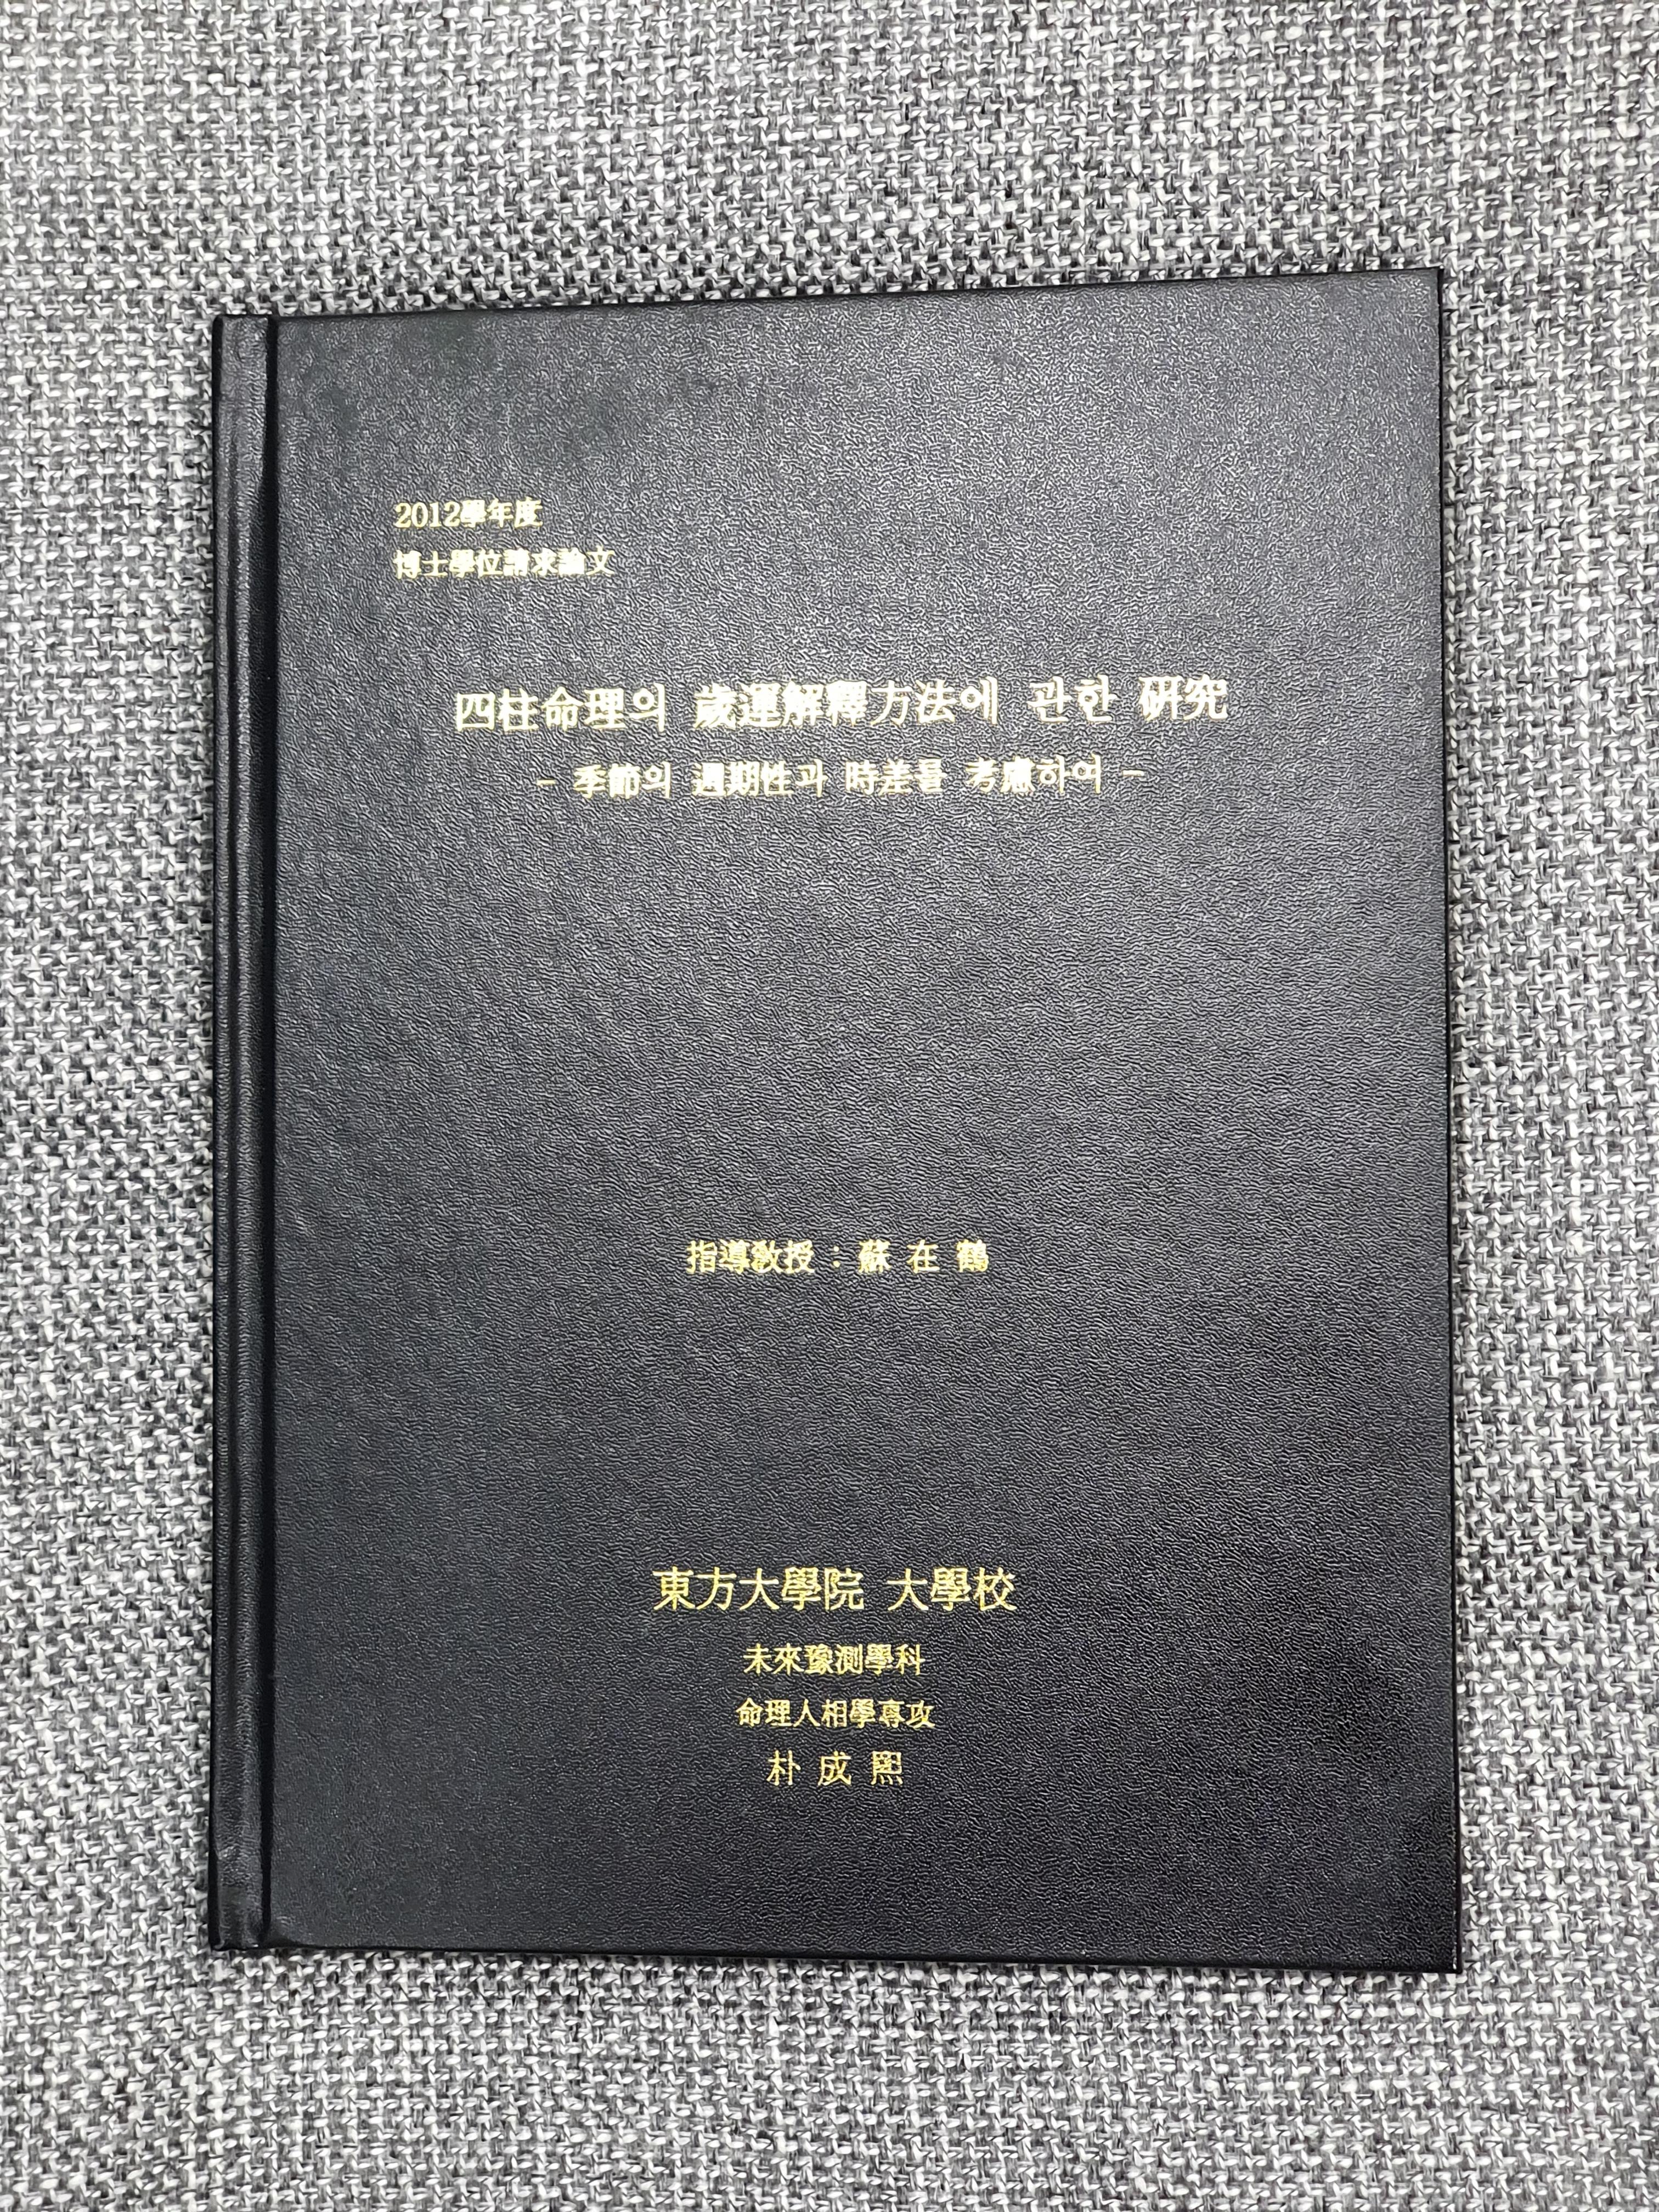 2012學年度
博士學位請求論文
四柱命理의 歲運解釋方法에 관한 硏究
- 季節의 週期性과 時差를 考慮하여 -
指導敎授 : 蘇 在 鶴
東方大學院 大學校
未來豫測學科
命理人相學專攻
朴 成 熙